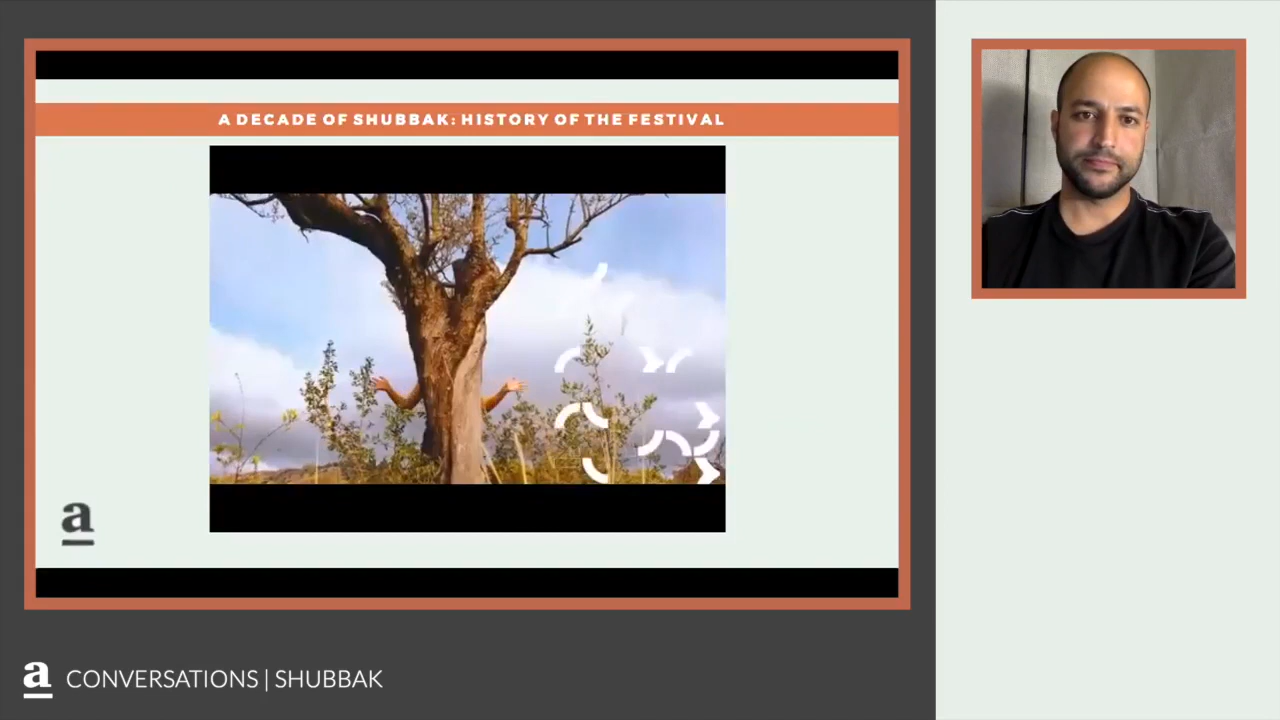 A DECADE OF SHUBBAK: HISTORY OF THE FESTIVAL
a
a CONVERSATIONS | SHUBBAK